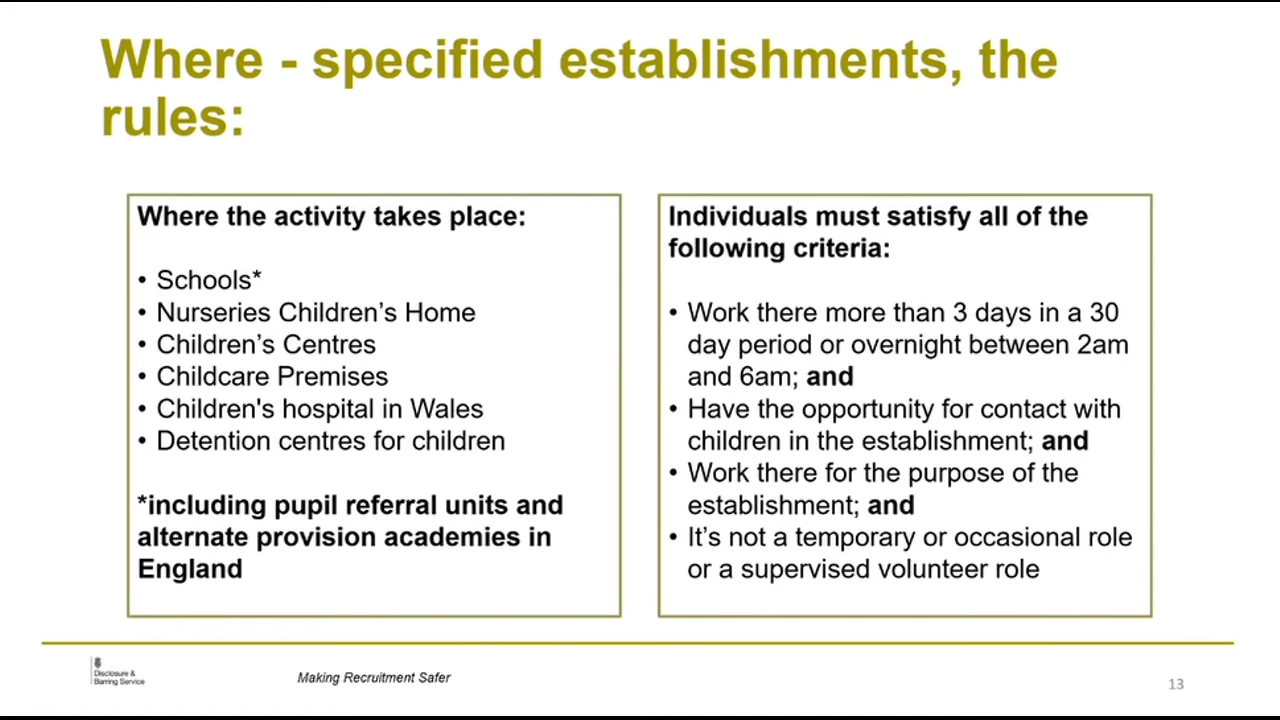 Where - specified establishments, the
rules:
Where the activity takes place:
• Schools*
• Nurseries Children’s Home
• Children’s Centres
• Childcare Premises
• Children's hospital in Wales
• Detention centres for children
*including pupil referral units and
alternate provision academies in
England
Individuals must satisfy all of the
following criteria:
• Work there more than 3 days in a 30
day period or overnight between 2am
and 6am; and
• Have the opportunity for contact with
children in the establishment; and
• Work there for the purpose of the
establishment; and
• It’s not a temporary or occasional role
or a supervised volunteer role
Disclosure &
Barring Service
Making Recruitment Safer
13